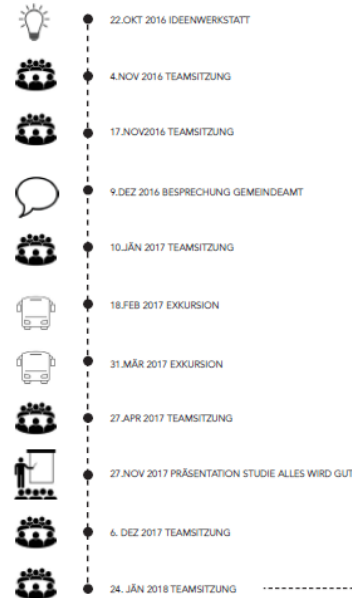 22.OKT 2016 IDEENWERKSTATT
4.NOV 2016 TEAMSITZUNG
17.NOV2016 TEAMSITZUNG
9.DEZ 2016 BESPRECHUNG GEMEINDEAMT
10.JÄN 2017 TEAMSITZUNG
18.FEB 2017 EXKURSION
31.MÄR 2017 EXKURSION
27.APR 2017 TEAMSITZUNG
27.NOV 2017 PRÄSENTATION STUDIE ALLES WIRD GUT
6. DEZ 2017 TEAMSITZUNG
24. JÄN 2018 TEAMSITZUNG